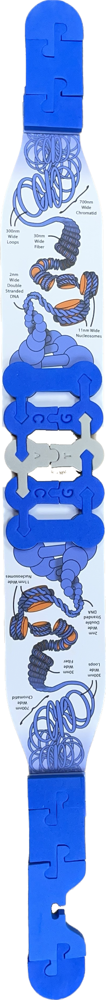 700nm
Wide
Chromatid
300nm
Wide
Loops
30nm
Wide
Fiber
2nm
Wide
Double
Stranded
DNA
11nm Wide
Nucleosomes
C G
A T
C G
11nm Wide
Nucleosomes
2nm
Wide
Double
Stranded
DNA
30nm
Wide
Fiber
300nm
Wide
Loops
700nm
Wide
Chromatid